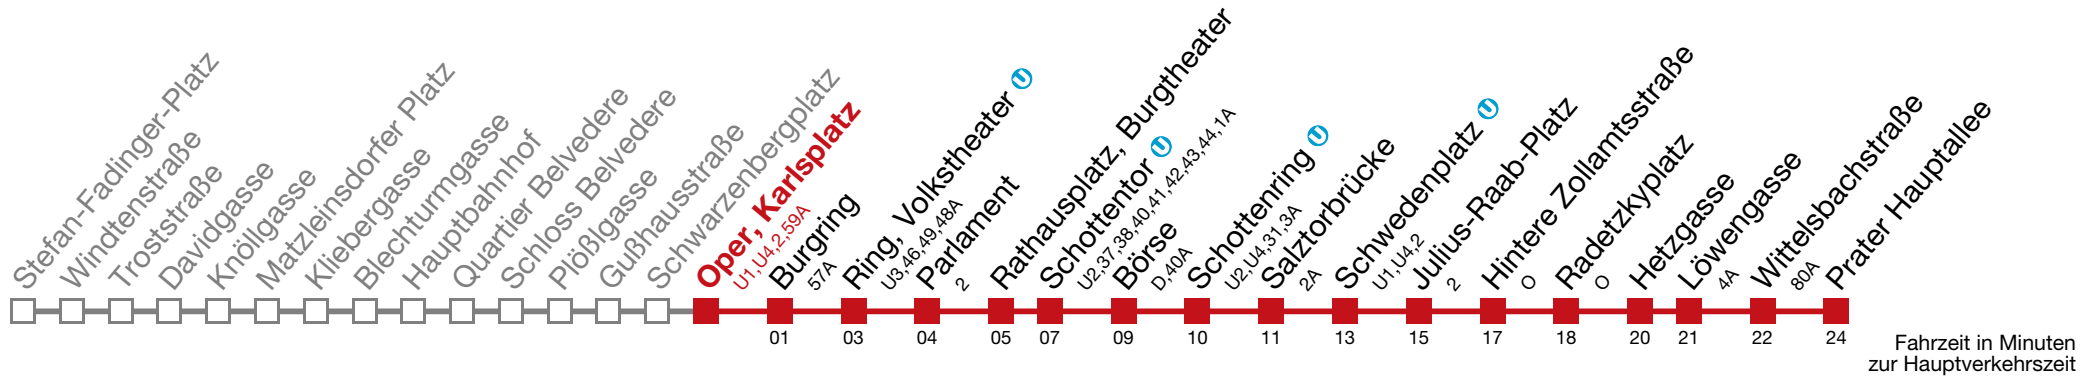 Stefan-Fadinger-Platz
Windtenstraße
Troststraße
Davidgasse
Knöllgasse
Matzleinsdorfer Platz
Kliebergasse
Blechturmgasse
Hauptbahnhof
Quartier Belvedere
Schloss Belvedere
Plößlgasse
Gußhausstraße
Schwarzenbergplatz
Oper, Karlsplatz
U1,U4,2,59A
Burgring
57A
Ring, Volkstheater U
U3,46,49,48A
Parlament
2
Rathausplatz, Burgtheater
Schottentor U
U2,37,38,40,41,42,43,44,1A
Börse
D,40A
Schottenring U
U2,U4,31,3A
Salztorbrücke
2A
Schwedenplatz U
U1,U4,2
Julius-Raab-Platz
2
Hintere Zollamtsstraße
O
Radetzkyplatz
O
Hetzgasse
Löwengasse
4A
Wittelsbachstraße
80A
Prater Hauptallee
01 03 04 05 07 09 10 11 13 15 17 18 20 21 22 24
Fahrzeit in Minuten
zur Hauptverkehrszeit